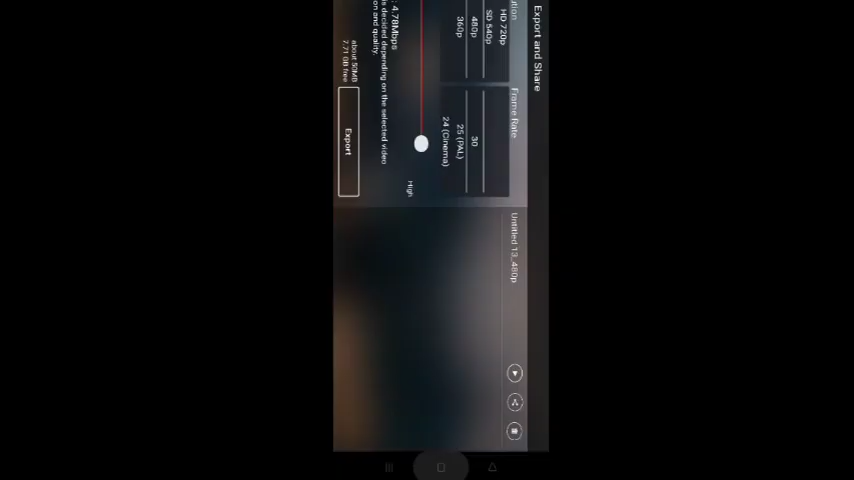 Export and Share
ution
HD 720p
SD 540p
480p
360p
Frame Rate
30
25 (PAL)
24 (Cinema)
High
: 4.78Mbps
is decided depending on the selected video
on and quality.
about 50MB
7.71 GB free
Export
Untitled 13_480p